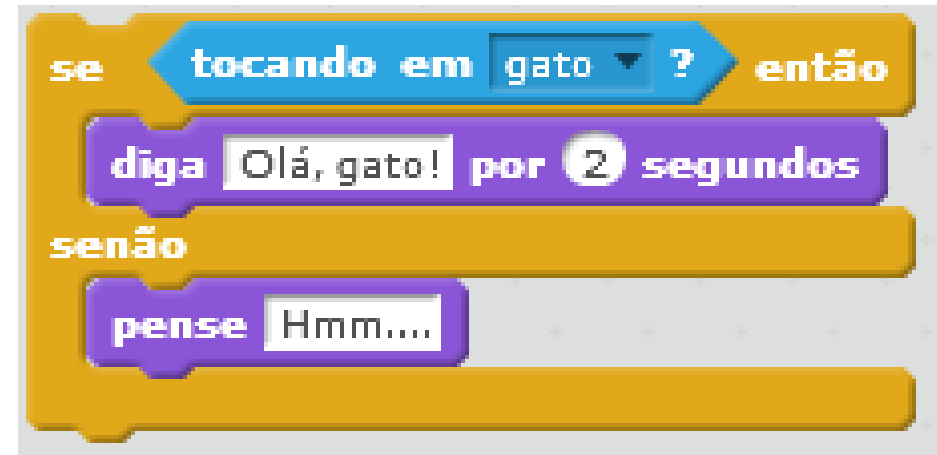 se tocando em gato ? então
diga Olá, gato! por 2 segundos
senão
pense Hmm....